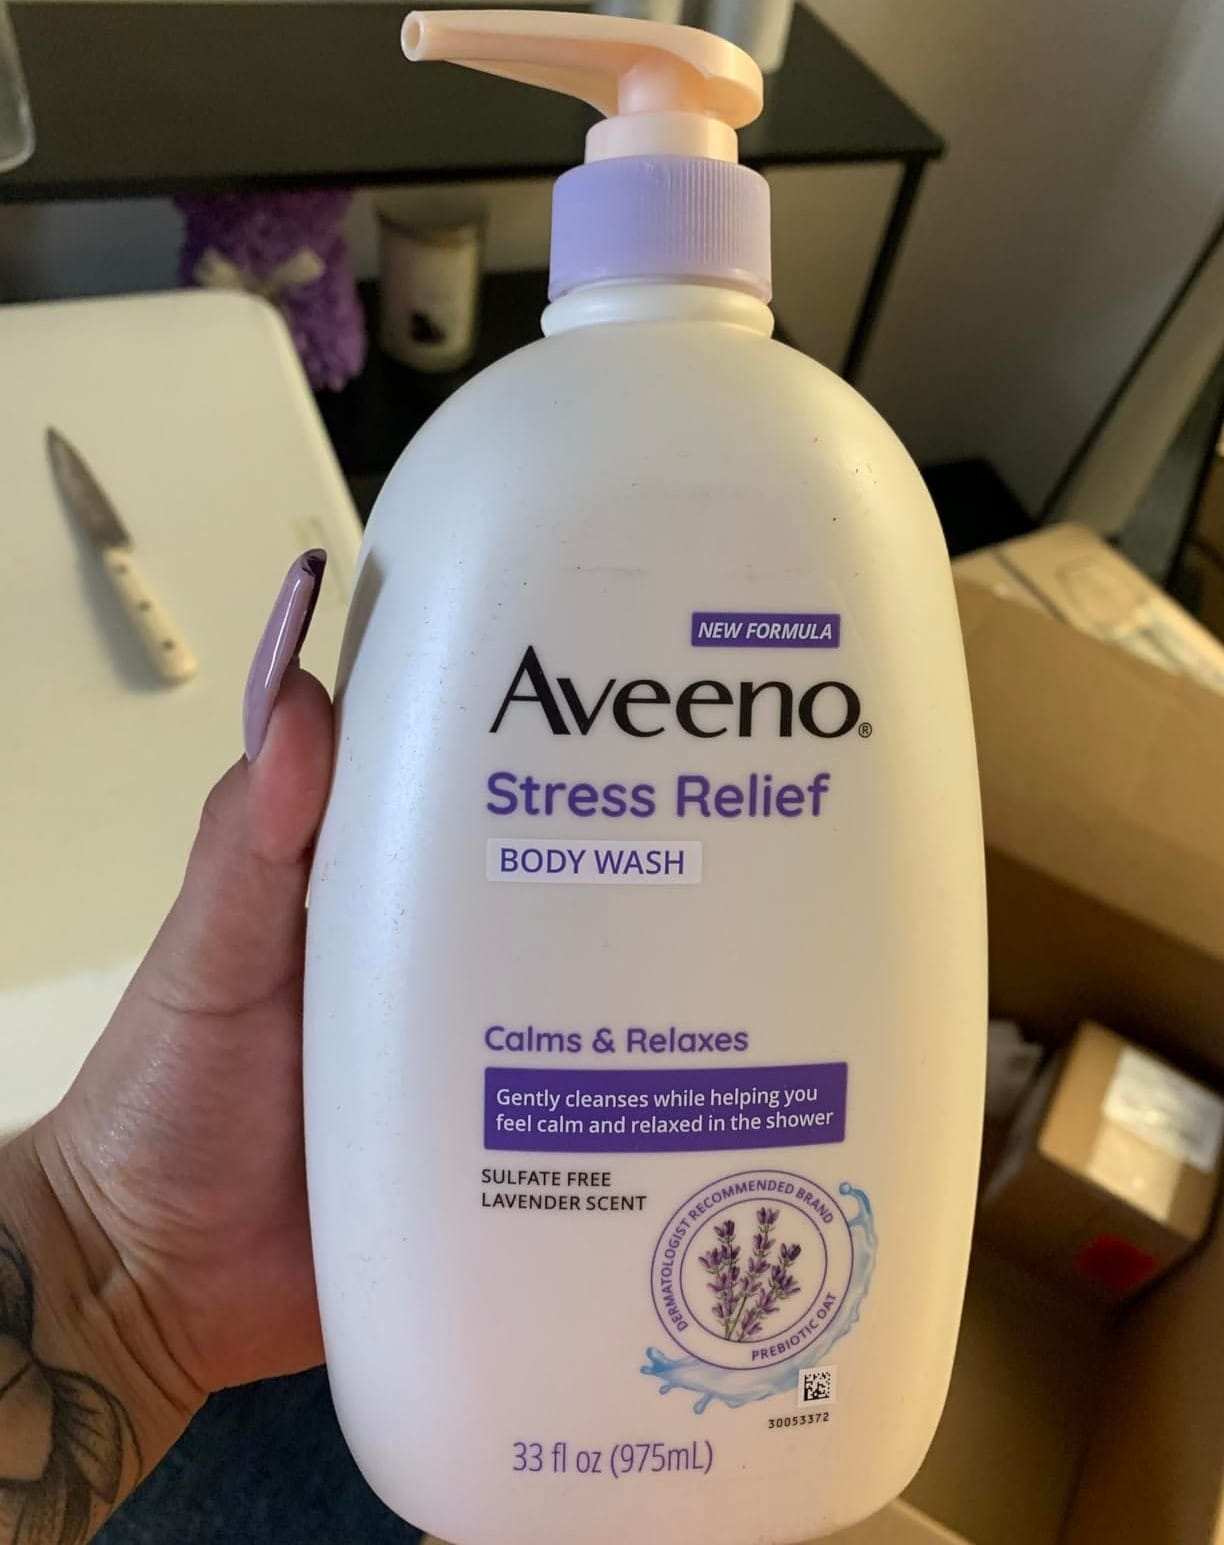 NEW FORMULA
Aveeno®
Stress Relief
BODY WASH
Calms & Relaxes
Gently cleanses while helping you
feel calm and relaxed in the shower
SULFATE FREE
LAVENDER SCENT
DERMATOLOGIST RECOMMENDED BRAND
PREBIOTIC OAT
30053372
33 fl oz (975mL)